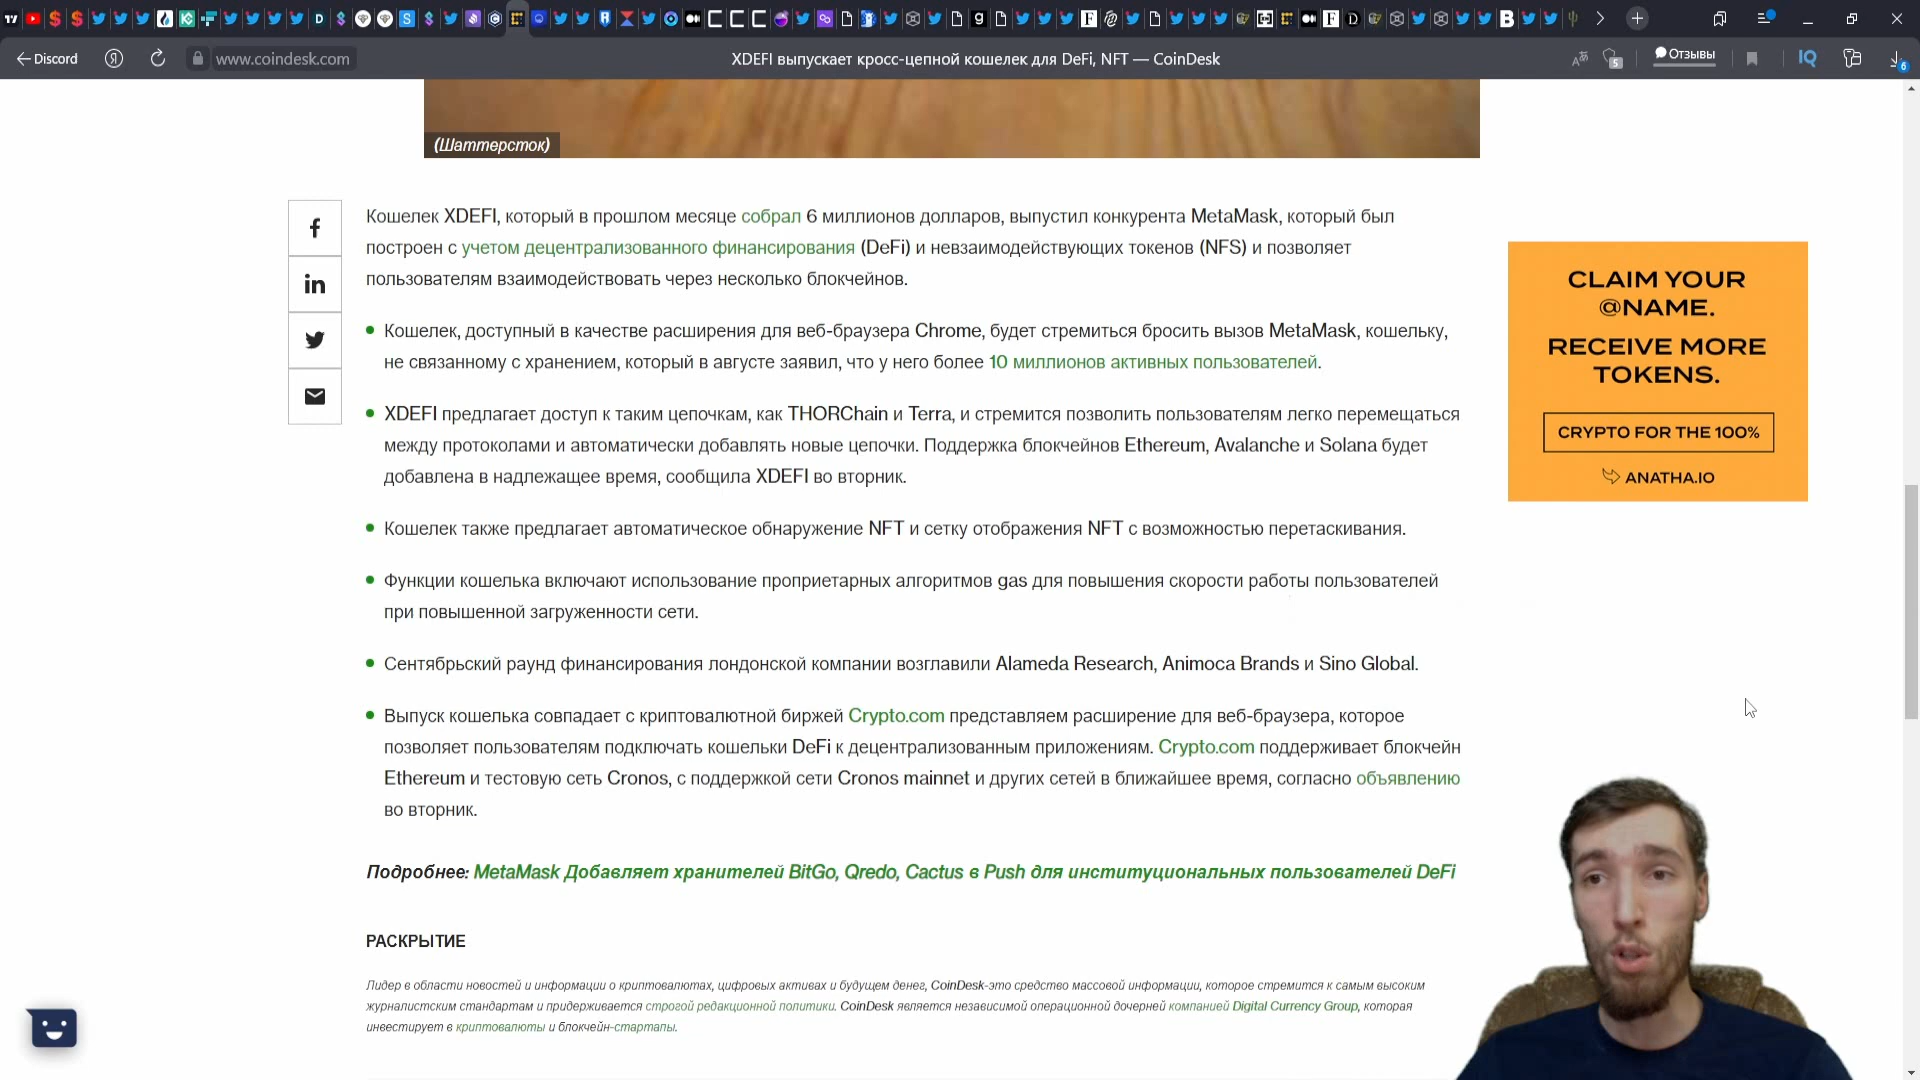 Discord
www.coindesk.com
XDEFI выпускает кросс-цепной кошелек для DeFi, NFT — CoinDesk
Отзывы
(Шаттерсток)
Кошелек XDEFI, который в прошлом месяце собрал 6 миллионов долларов, выпустил конкурента MetaMask, который был
построен с учетом децентрализованного финансирования (DeFi) и невзаимодействующих токенов (NFS) и позволяет
пользователям взаимодействовать через несколько блокчейнов.
Кошелек, доступный в качестве расширения для веб-браузера Chrome, будет стремиться бросить вызов MetaMask, кошельку,
не связанному с хранением, который в августе заявил, что у него более 10 миллионов активных пользователей.
XDEFI предлагает доступ к таким цепочкам, как THORChain и Terra, и стремится позволить пользователям легко перемещаться
между протоколами и автоматически добавлять новые цепочки. Поддержка блокчейнов Ethereum, Avalanche и Solana будет
добавлена в надлежащее время, сообщила XDEFI во вторник.
Кошелек также предлагает автоматическое обнаружение NFT и сетку отображения NFT с возможностью перетаскивания.
Функции кошелька включают использование проприетарных алгоритмов gas для повышения скорости работы пользователей
при повышенной загруженности сети.
Сентябрьский раунд финансирования лондонской компании возглавили Alameda Research, Animoca Brands и Sino Global.
Выпуск кошелька совпадает с криптовалютной биржей Crypto.com представляем расширение для веб-браузера, которое
позволяет пользователям подключать кошельки DeFi к децентрализованным приложениям. Crypto.com поддерживает блокчейн
Ethereum и тестовую сеть Cronos, с поддержкой сети Cronos mainnet и других сетей в ближайшее время, согласно объявлению
во вторник.
Подробнее: MetaMask Добавляет хранителей BitGo, Qredo, Cactus в Push для институциональных пользователей DeFi
РАСКРЫТИЕ
Лидер в области новостей и информации о криптовалютах, цифровых активах и будущем денег, CoinDesk-это средство массовой информации, которое стремится к самым высоким
журналистским стандартам и придерживается строгой редакционной политики. CoinDesk является независимой операционной дочерней компанией Digital Currency Group, которая
инвестирует в криптовалюты и блокчейн-стартапы.
CLAIM YOUR
@NAME.
RECEIVE MORE
TOKENS.
CRYPTO FOR THE 100%
ANATHA.IO